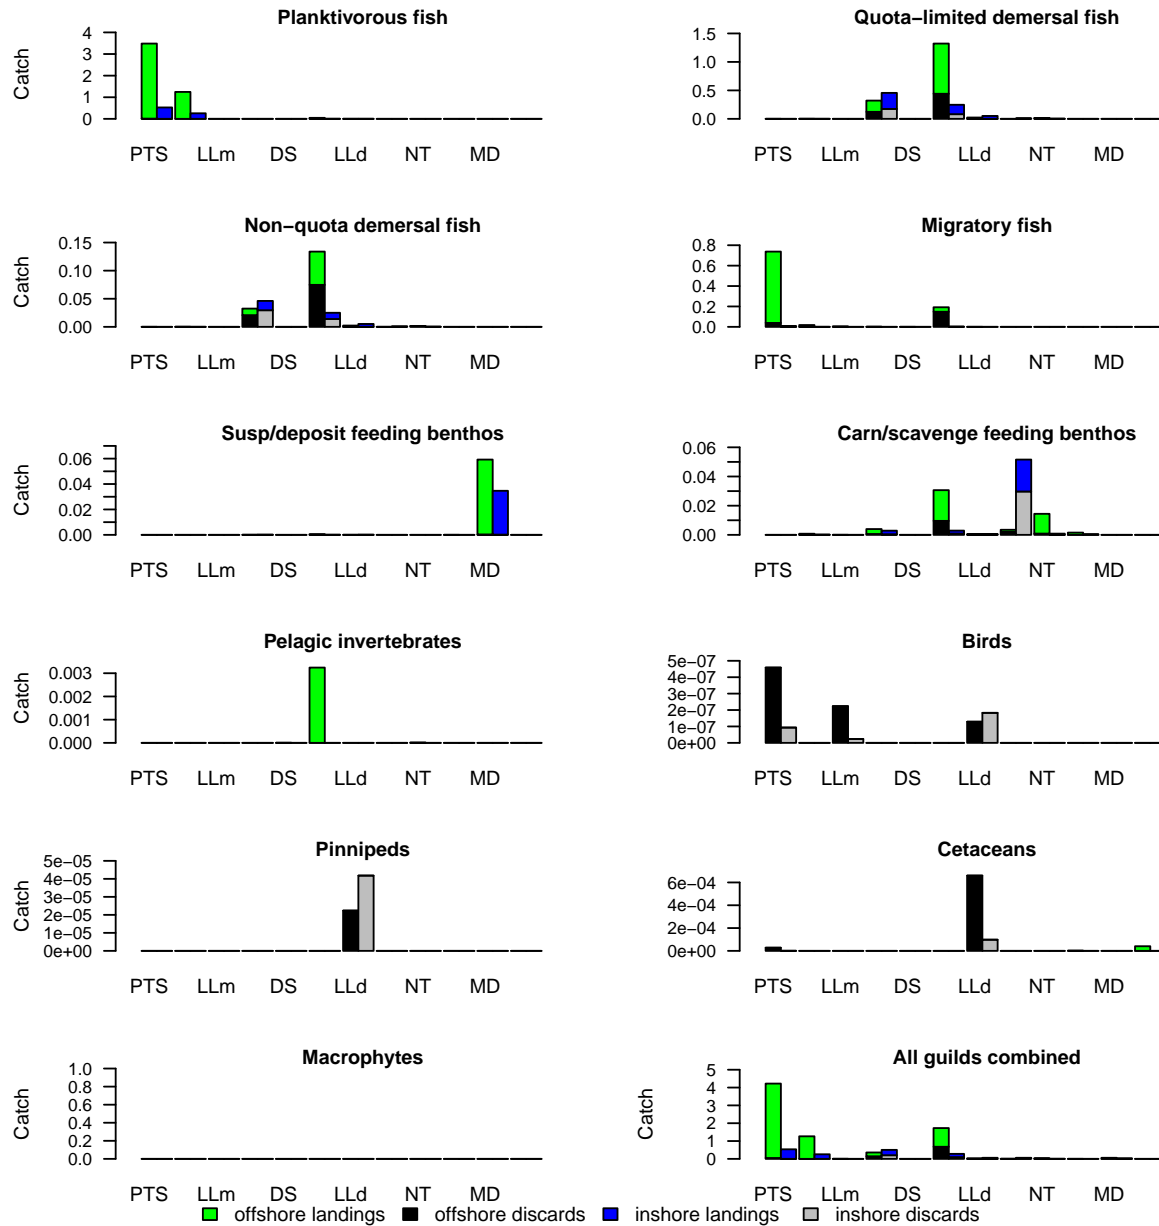 Planktivorous fish
Catch
4
3
2
1
0
PTS LLm DS LLd NT MD
Quota−limited demersal fish
1.5
1.0
0.5
0.0
PTS LLm DS LLd NT MD
Non−quota demersal fish
Catch
0.15
0.10
0.05
0.00
PTS LLm DS LLd NT MD
Migratory fish
0.8
0.6
0.4
0.2
0.0
PTS LLm DS LLd NT MD
Susp/deposit feeding benthos
Catch
0.06
0.04
0.02
0.00
PTS LLm DS LLd NT MD
Carn/scavenge feeding benthos
0.06
0.04
0.02
0.00
PTS LLm DS LLd NT MD
Pelagic invertebrates
Catch
0.003
0.002
0.001
0.000
PTS LLm DS LLd NT MD
Birds
5e−07
4e−07
3e−07
2e−07
1e−07
0e+00
PTS LLm DS LLd NT MD
Pinnipeds
Catch
5e−05
4e−05
3e−05
2e−05
1e−05
0e+00
PTS LLm DS LLd NT MD
Cetaceans
6e−04
4e−04
2e−04
0e+00
PTS LLm DS LLd NT MD
Macrophytes
1.0
0.8
0.6
0.4
0.2
0.0
PTS LLm DS LLd NT MD
All guilds combined
Catch
5
4
3
2
1
0
PTS LLm DS LLd NT MD
offshore landings offshore discards inshore landings inshore discards